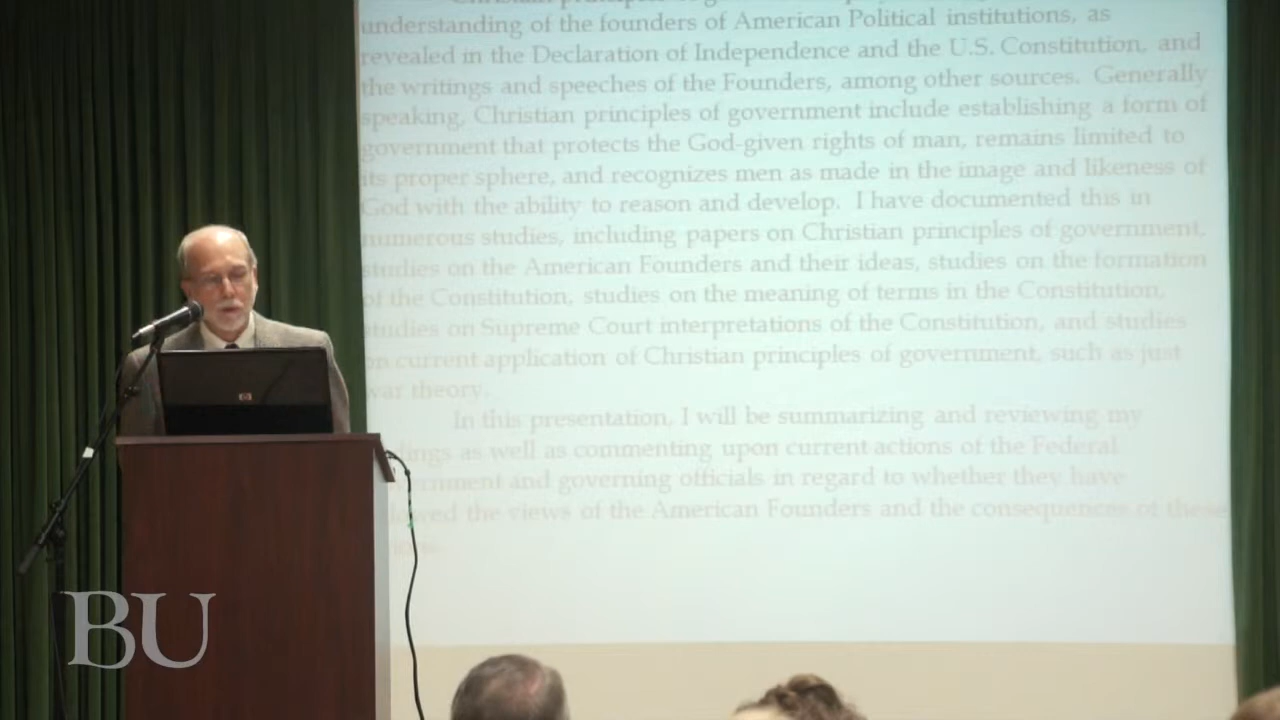 understanding of the founders of American Political institutions, as
revealed in the Declaration of Independence and the U.S. Constitution, and
the writings and speeches of the Founders, among other sources. Generally
speaking, Christian principles of government include establishing a form of
government that protects the God-given rights of man, remains limited to
its proper sphere, and recognizes men as made in the image and likeness of
God with the ability to reason and develop. I have documented this in
numerous studies, including papers on Christian principles of government,
studies on the American Founders and their ideas, studies on the formation
of the Constitution, studies on the meaning of terms in the Constitution,
studies on Supreme Court interpretations of the Constitution, and studies
on current application of Christian principles of government, such as just
war theory.
In this presentation, I will be summarizing and reviewing my
as well as commenting upon current actions of the Federal
and governing officials in regard to whether they have
the views of the American Founders and the consequences of these
hp
BU